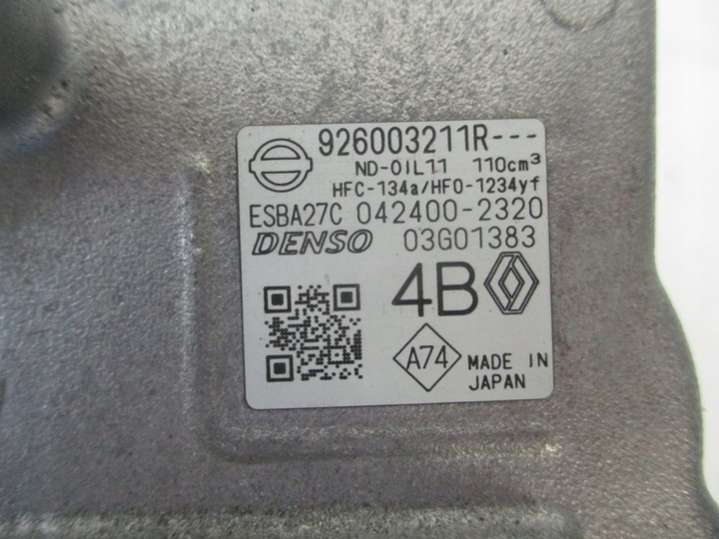 926003211R---
ND-OIL11 110cm³
HFC-134a/HFO-1234yf
ESBA27C 042400-2320
DENSO 03G01383
4B
A74
MADE IN
JAPAN